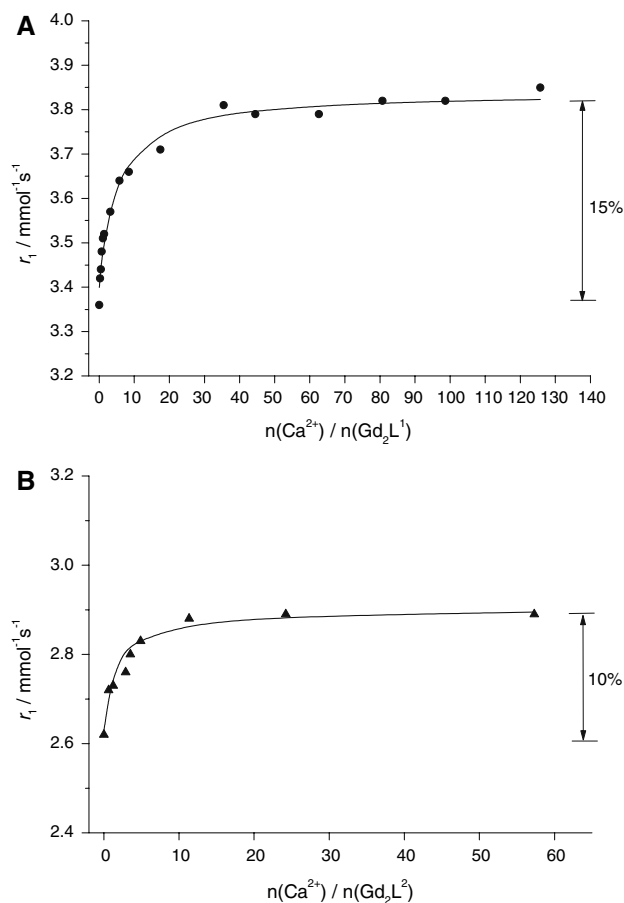 A
4.0
3.9
3.8
3.7
3.6
3.5
3.4
3.3
3.2
r₁ / mmol⁻¹s⁻¹
15%
0 10 20 30 40 50 60 70 80 90 100 110 120 130 140
n(Ca²⁺) / n(Gd₂L¹)
B
3.2
3.0
2.8
2.6
2.4
r₁ / mmol⁻¹s⁻¹
10%
0 10 20 30 40 50 60
n(Ca²⁺) / n(Gd₂L²)